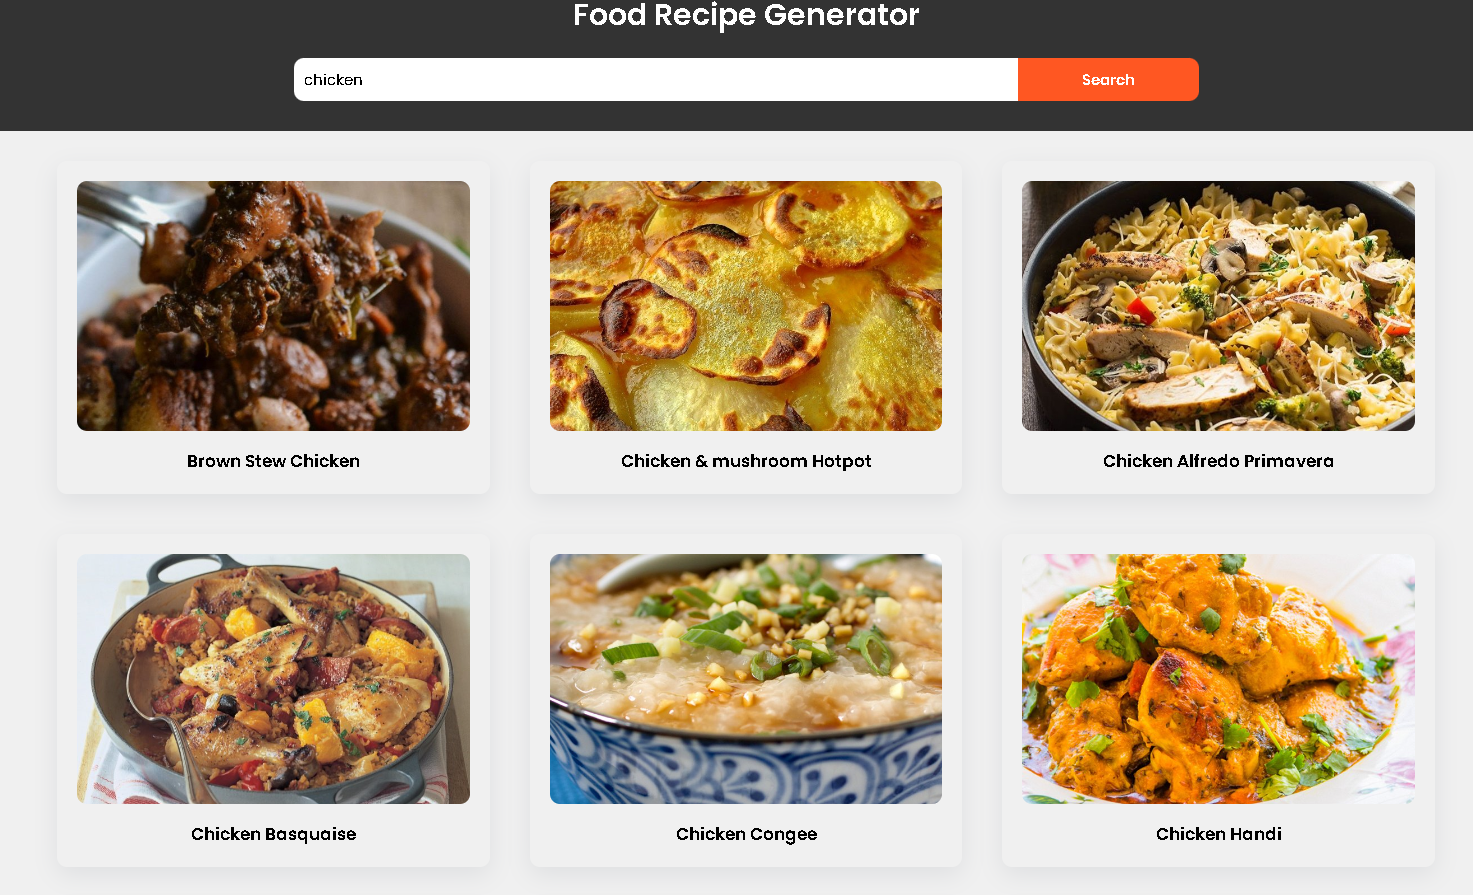 Food Recipe Generator
chicken
Search
Brown Stew Chicken
Chicken & mushroom Hotpot
Chicken Alfredo Primavera
Chicken Basquaise
Chicken Congee
Chicken Handi